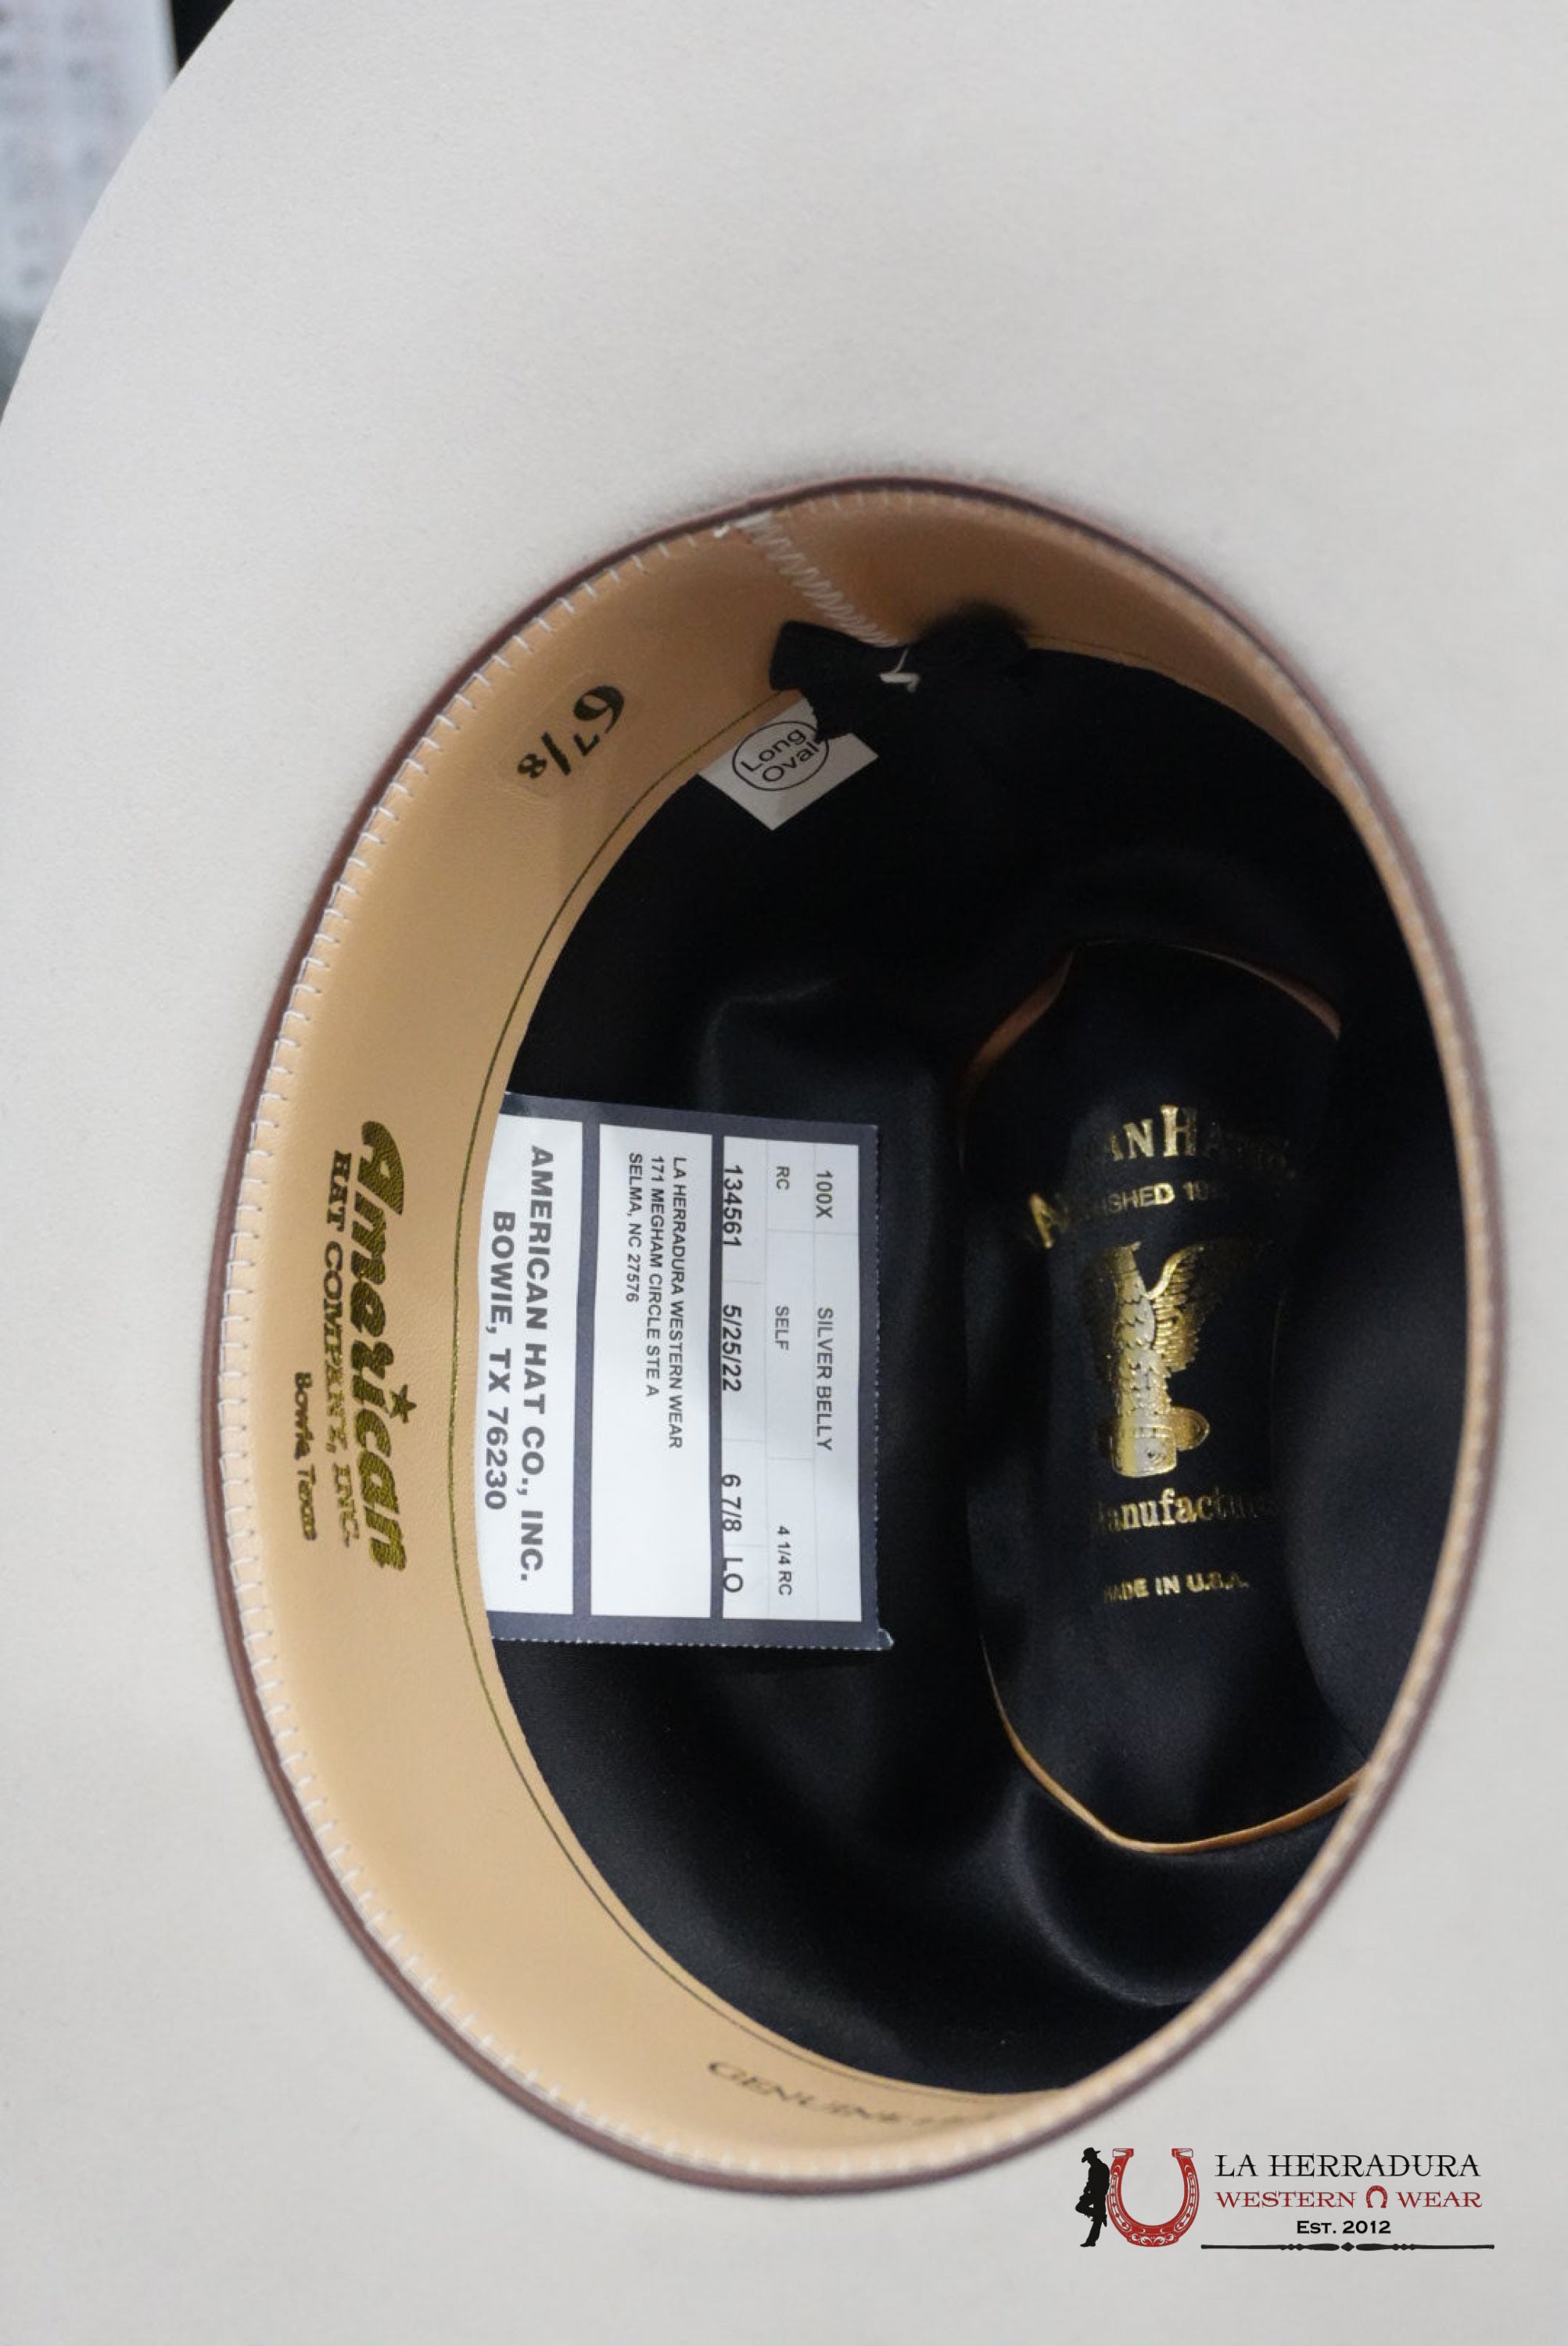 6 7/8
Long
Oval
American
HAT COMPANY, INC.
Bowie, Texas
100X SILVER BELLY
RC SELF 4 1/4 RC
134561 5/25/22 6 7/8 LO
LA HERRADURA WESTERN WEAR
171 MEGHAM CIRCLE STE A
SELMA, NC 27576
AMERICAN HAT CO., INC.
BOWIE, TX 76230
MADE IN U.S.A.
GENUINE
LA HERRADURA
WESTERN WEAR
EST. 2012